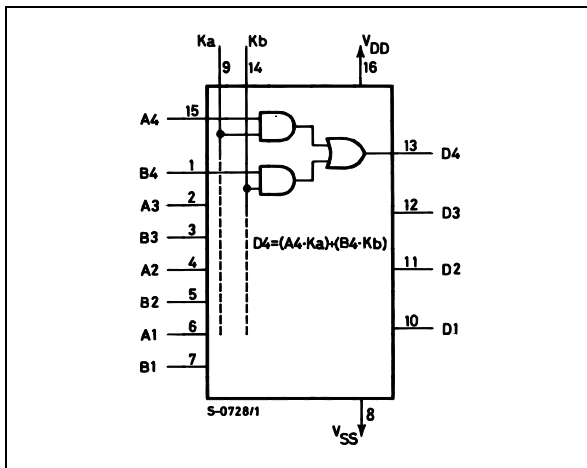 Ka Kb VDD
9 14 16
A4 15
B4 1
A3 2
B3 3
A2 4
B2 5
A1 6
B1 7
13 D4
12 D3
11 D2
10 D1
D4=(A4·Ka)+(B4·Kb)
S-0728/1
8
VSS